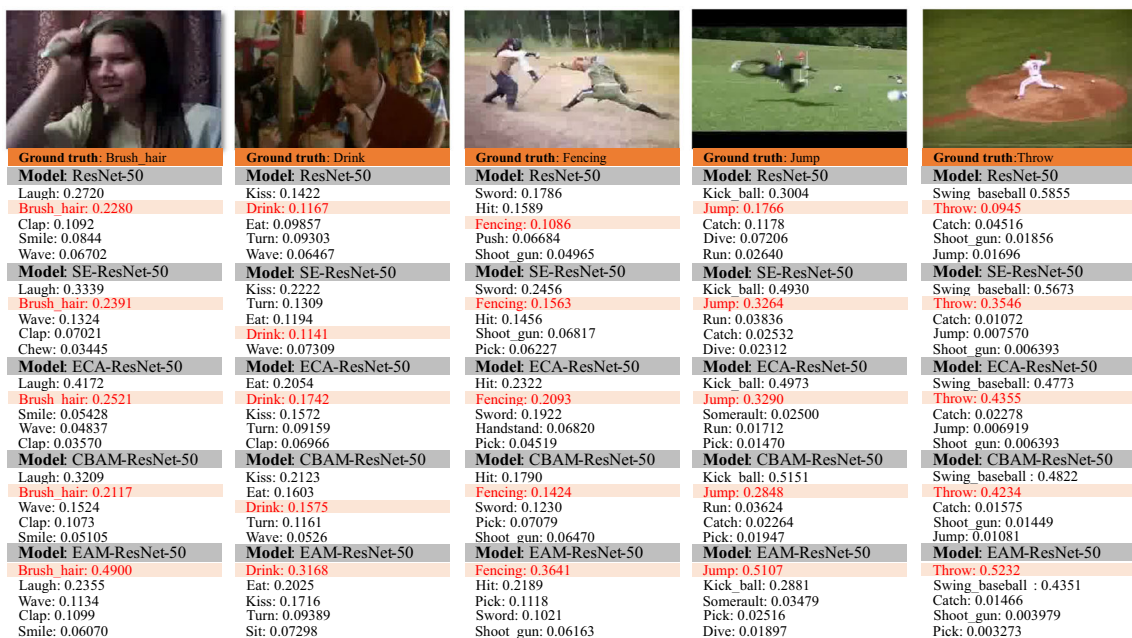 Ground truth: Brush_hair
Model: ResNet-50
Laugh: 0.2720
Brush_hair: 0.2280
Clap: 0.1092
Smile: 0.0844
Wave: 0.06702
Model: SE-ResNet-50
Laugh: 0.3339
Brush_hair: 0.2391
Wave: 0.1324
Clap: 0.07021
Chew: 0.03445
Model: ECA-ResNet-50
Laugh: 0.4172
Brush_hair: 0.2521
Smile: 0.05428
Wave: 0.04837
Clap: 0.03570
Model: CBAM-ResNet-50
Laugh: 0.3209
Brush_hair: 0.2117
Wave: 0.1524
Clap: 0.1073
Smile: 0.05105
Model: EAM-ResNet-50
Brush_hair: 0.4900
Laugh: 0.2355
Wave: 0.1134
Clap: 0.1099
Smile: 0.06070
Ground truth: Drink
Model: ResNet-50
Kiss: 0.1422
Drink: 0.1167
Eat: 0.09857
Turn: 0.09303
Wave: 0.06467
Model: SE-ResNet-50
Kiss: 0.2222
Turn: 0.1309
Eat: 0.1194
Drink: 0.1141
Wave: 0.07309
Model: ECA-ResNet-50
Eat: 0.2054
Drink: 0.1742
Kiss: 0.1572
Turn: 0.09159
Clap: 0.06966
Model: CBAM-ResNet-50
Kiss: 0.2123
Eat: 0.1603
Drink: 0.1575
Turn: 0.1161
Wave: 0.0526
Model: EAM-ResNet-50
Drink: 0.3168
Eat: 0.2025
Kiss: 0.1716
Turn: 0.09389
Sit: 0.07298
Ground truth: Fencing
Model: ResNet-50
Sword: 0.1786
Hit: 0.1589
Fencing: 0.1086
Push: 0.06684
Shoot_gun: 0.04965
Model: SE-ResNet-50
Sword: 0.2456
Fencing: 0.1563
Hit: 0.1456
Shoot_gun: 0.06817
Pick: 0.06227
Model: ECA-ResNet-50
Hit: 0.2322
Fencing: 0.2093
Sword: 0.1922
Handstand: 0.06820
Pick: 0.04519
Model: CBAM-ResNet-50
Hit: 0.1790
Fencing: 0.1424
Sword: 0.1230
Pick: 0.07079
Shoot_gun: 0.06470
Model: EAM-ResNet-50
Fencing: 0.3641
Hit: 0.2189
Pick: 0.1118
Sword: 0.1021
Shoot_gun: 0.06163
Ground truth: Jump
Model: ResNet-50
Kick_ball: 0.3004
Jump: 0.1766
Catch: 0.1178
Dive: 0.07206
Run: 0.02640
Model: SE-ResNet-50
Kick_ball: 0.4930
Jump: 0.3264
Run: 0.03836
Catch: 0.02532
Dive: 0.02312
Model: ECA-ResNet-50
Kick_ball: 0.4973
Jump: 0.3290
Somerault: 0.02500
Run: 0.01712
Pick: 0.01470
Model: CBAM-ResNet-50
Kick_ball: 0.5151
Jump: 0.2848
Run: 0.03624
Catch: 0.02264
Pick: 0.01947
Model: EAM-ResNet-50
Jump: 0.5107
Kick_ball: 0.2881
Somerault: 0.03479
Pick: 0.02516
Dive: 0.01897
Ground truth:Throw
Model: ResNet-50
Swing_baseball 0.5855
Throw: 0.0945
Catch: 0.04516
Shoot_gun: 0.01856
Jump: 0.01696
Model: SE-ResNet-50
Swing_baseball: 0.5673
Throw: 0.3546
Catch: 0.01072
Jump: 0.007570
Shoot_gun: 0.006393
Model: ECA-ResNet-50
Swing_baseball: 0.4773
Throw: 0.4355
Catch: 0.02278
Jump: 0.006919
Shoot_gun: 0.006393
Model: CBAM-ResNet-50
Swing_baseball : 0.4822
Throw: 0.4234
Catch: 0.01575
Shoot_gun: 0.01449
Jump: 0.01081
Model: EAM-ResNet-50
Throw: 0.5232
Swing_baseball : 0.4351
Catch: 0.01466
Shoot_gun: 0.003979
Pick: 0.003273